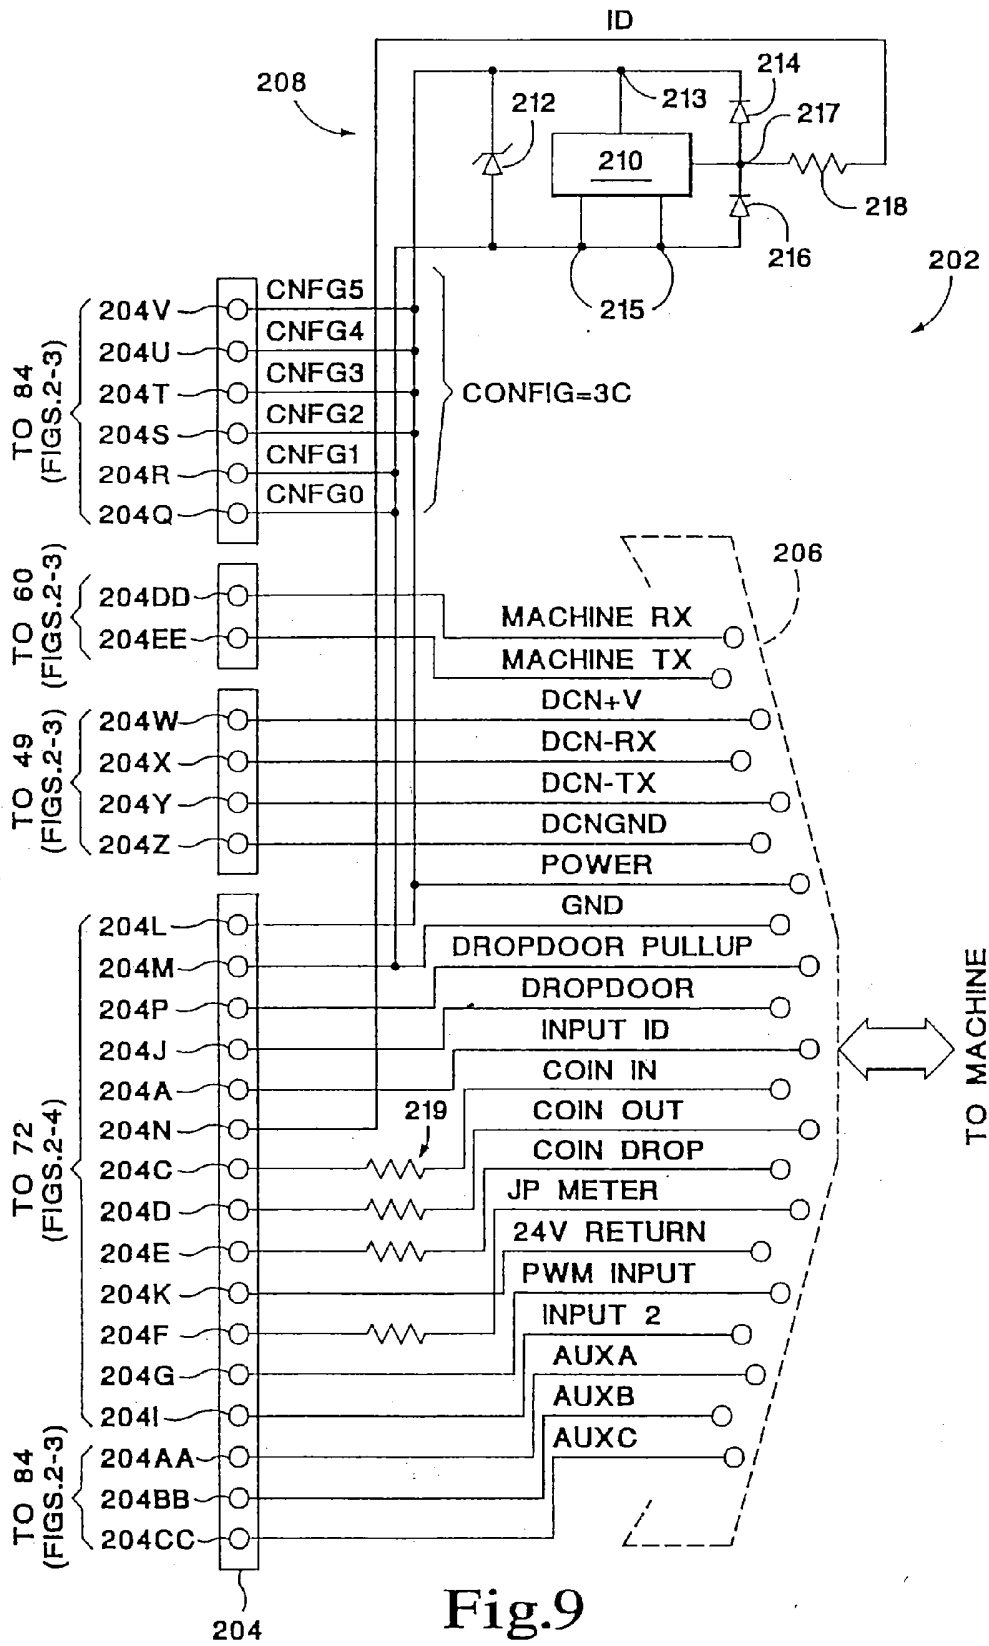 ID
208
212
213
214
217
210
218
216
215
202
TO 84
(FIGS.2-3)
204V
CNFG5
204U
CNFG4
204T
CNFG3
204S
CNFG2
204R
CNFG1
204Q
CNFG0
CONFIG=3C
TO 60
(FIGS.2-3)
204DD
204EE
206
MACHINE RX
MACHINE TX
TO 49
(FIGS.2-3)
204W
DCN+V
204X
DCN-RX
204Y
DCN-TX
204Z
DCNGND
POWER
TO 72
(FIGS.2-4)
204L
GND
204M
DROPDOOR PULLUP
204P
DROPDOOR
204J
INPUT ID
204A
COIN IN
204N
219
COIN OUT
204C
COIN DROP
204D
JP METER
204E
24V RETURN
204K
PWM INPUT
204F
INPUT 2
204G
AUXA
204I
AUXB
TO 84
(FIGS.2-3)
204AA
AUXC
204BB
204CC
TO MACHINE
204
Fig.9